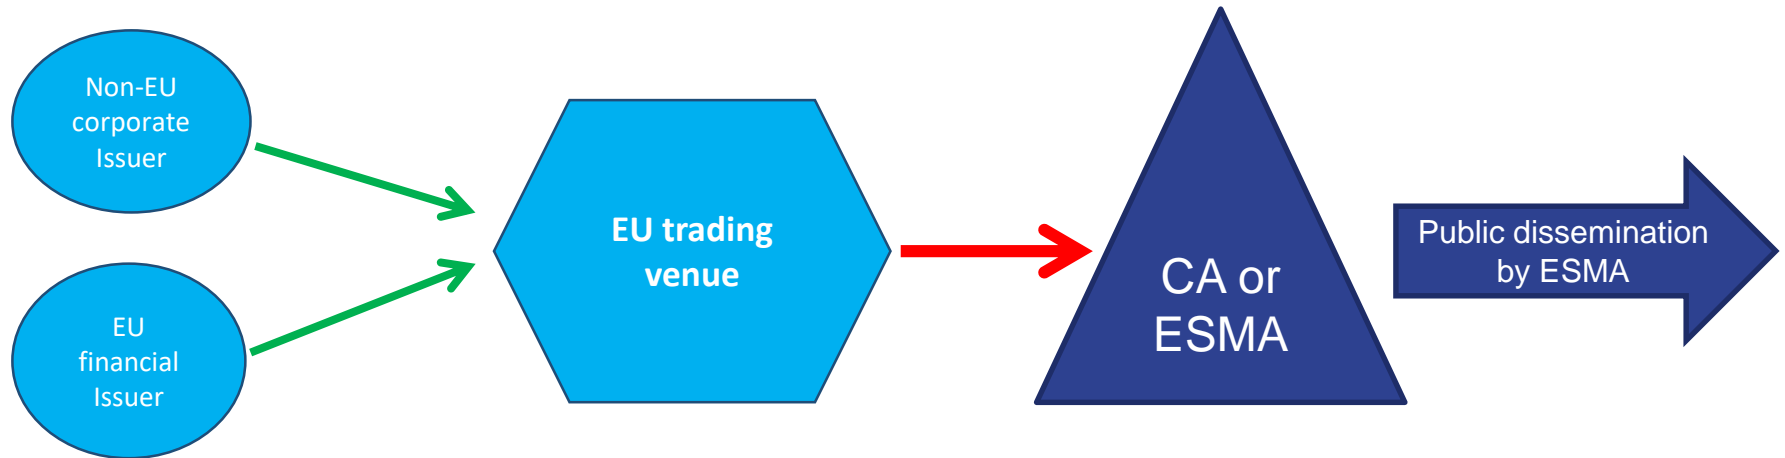 Non-EU
corporate
Issuer
EU
financial
Issuer
EU trading
venue
CA or
ESMA
Public dissemination
by ESMA